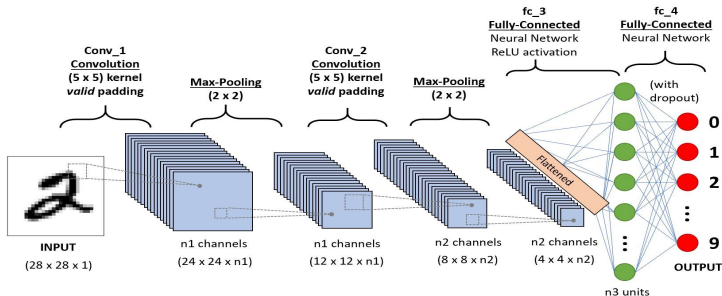 fc_3
Fully-Connected
Neural Network
ReLU activation
fc_4
Fully-Connected
Neural Network
Conv_1
Convolution
(5 x 5) kernel
valid padding
Max-Pooling
(2 x 2)
Conv_2
Convolution
(5 x 5) kernel
valid padding
Max-Pooling
(2 x 2)
(with
dropout)
Flattened
0
1
2
9
INPUT
(28 x 28 x 1)
n1 channels
(24 x 24 x n1)
n1 channels
(12 x 12 x n1)
n2 channels
(8 x 8 x n2)
n2 channels
(4 x 4 x n2)
n3 units
OUTPUT
2